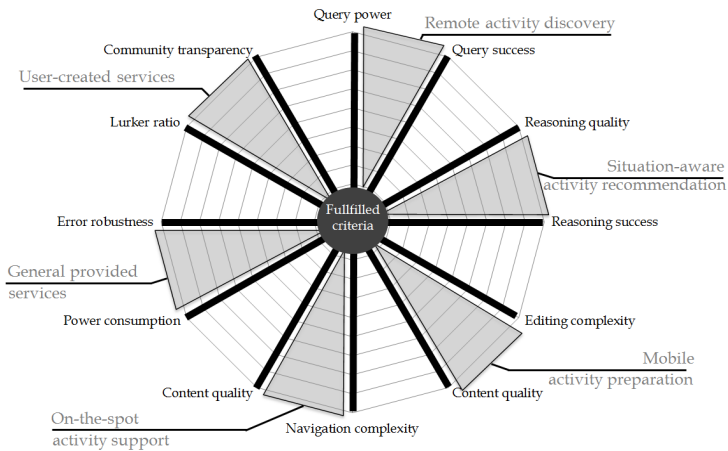 Query power
Remote activity discovery
Community transparency
Query success
User-created services
Lurker ratio
Reasoning quality
Situation-aware
activity recommendation
Fullfilled
criteria
Error robustness
Reasoning success
General provided
services
Power consumption
Editing complexity
Mobile
activity preparation
Content quality
Content quality
On-the-spot
activity support
Navigation complexity